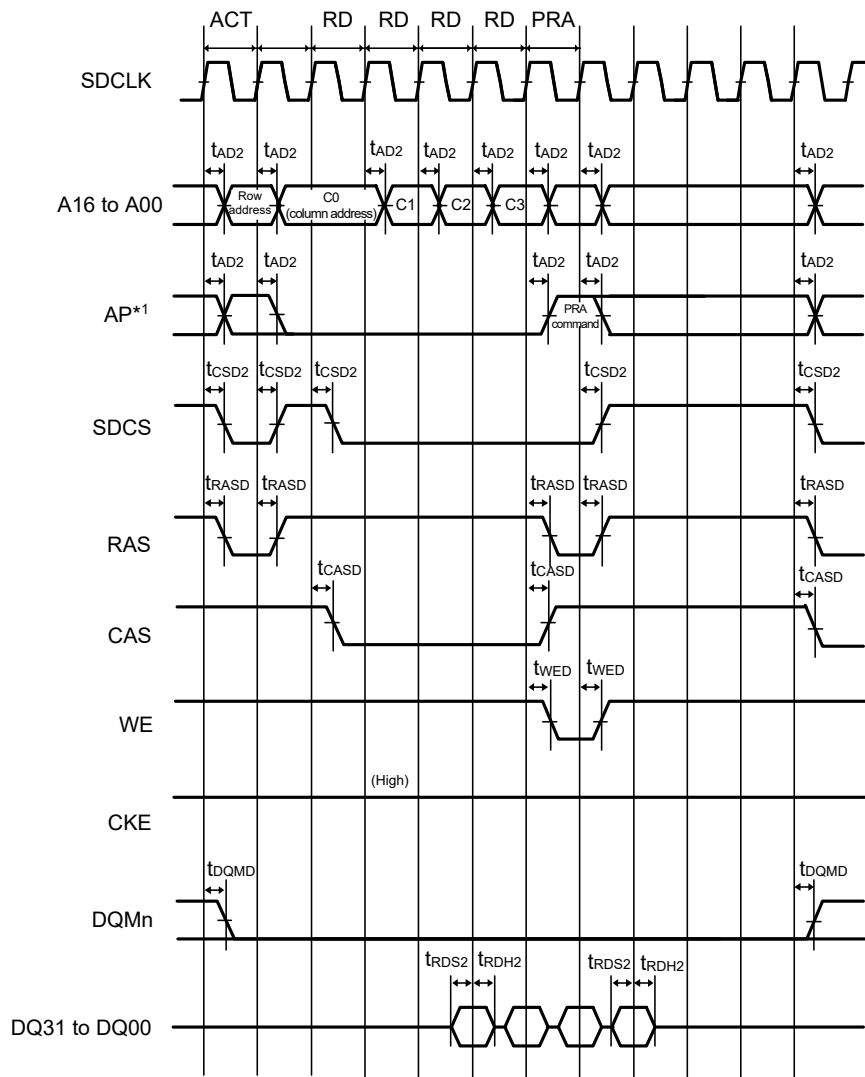 ACT RD RD RD RD PRA
SDCLK
tAD2 tAD2 tAD2 tAD2 tAD2 tAD2 tAD2 tAD2
A16 to A00
Row address
C0 (column address)
C1 C2 C3
tAD2 tAD2 tAD2 tAD2 tAD2
AP*1
PRA command
tCSD2 tCSD2 tCSD2 tCSD2 tCSD2
SDCS
tRASD tRASD tRASD tRASD tRASD
RAS
tCASD tCASD tCASD
CAS
tWED tWED
WE
(High)
CKE
tDQMD tDQMD
DQMn
tRDS2 tRDH2 tRDS2 tRDH2
DQ31 to DQ00